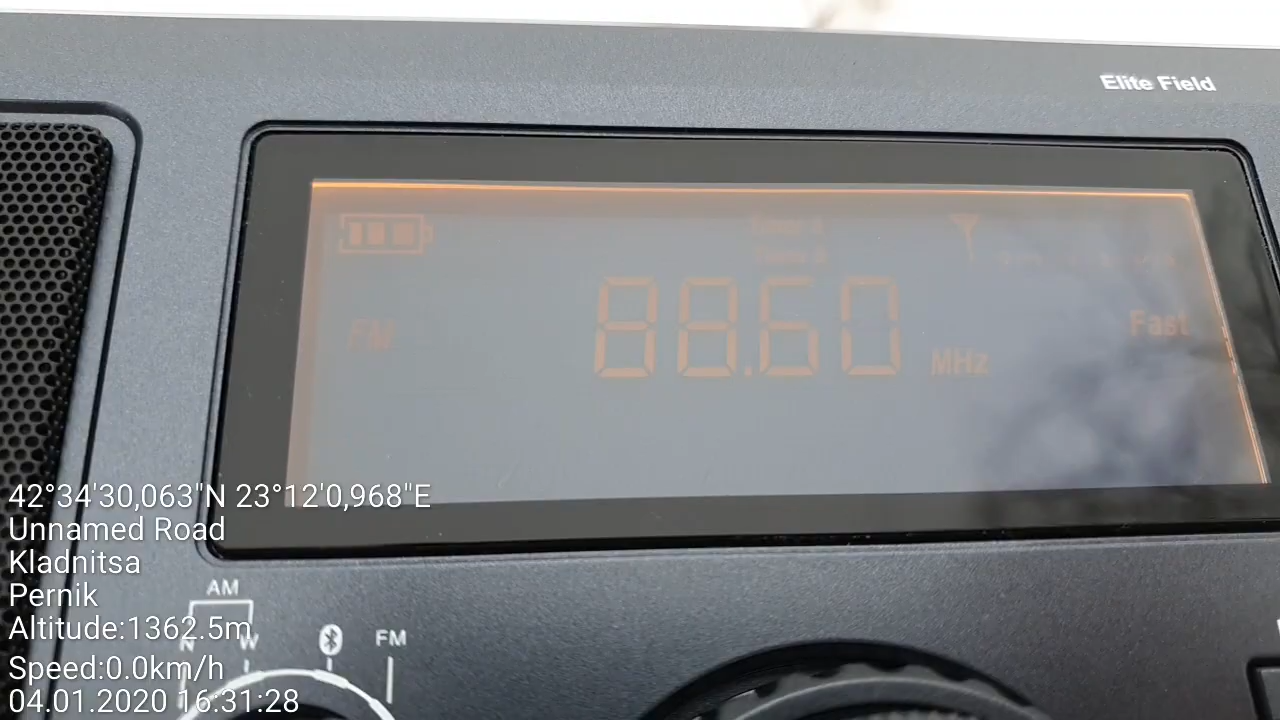 Elite Field
FM
88.60
MHz
Fast
42°34'30,063"N 23°12'0,968"E
Unnamed Road
Kladnitsa
Pernik
Altitude:1362.5m
Speed:0.0km/h
04.01.2020 16:31:28
AM
N W FM